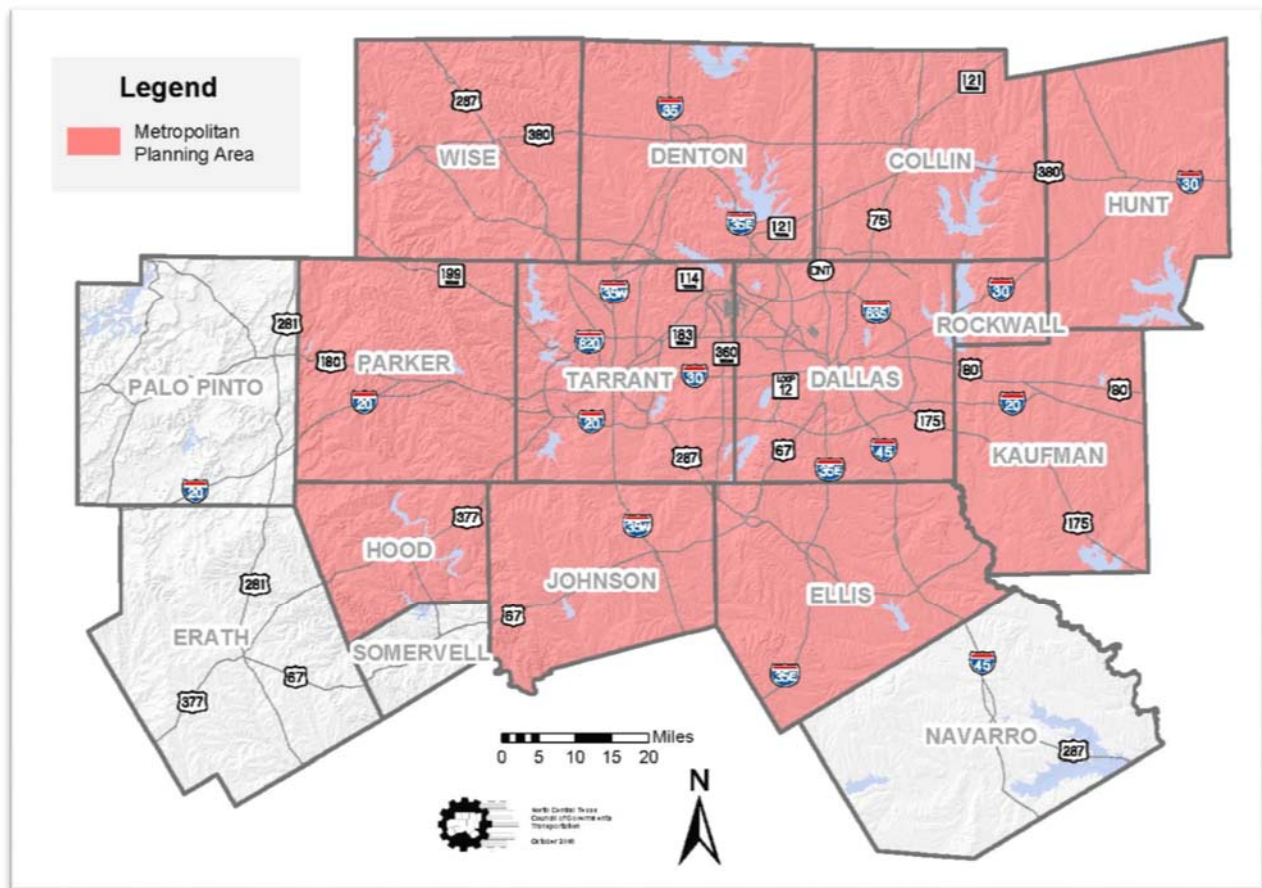 Legend
Metropolitan
Planning Area
287
380
WISE
35
DENTON
35E
121
121
COLLIN
75
380
30
HUNT
281
PALO PINTO
20
199
180
PARKER
20
35W
114
820
183
360
TARRANT
30
20
287
DNT
635
LOOP
12
DALLAS
175
67
45
35E
30
ROCKWALL
80
80
20
KAUFMAN
175
377
HOOD
35W
JOHNSON
67
ELLIS
35E
281
ERATH
67
377
SOMERVELL
45
NAVARRO
287
Miles
0 5 10 15 20
N
North Central Texas
Council of Governments
Transportation